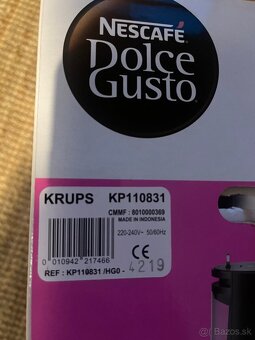 NESCAFÉ
Dolce
Gusto
KRUPS KP110831
CMMF : 8010000369
MADE IN INDONESIA
220-240V~ 50/60Hz
CE
4219
0 010942 217466
REF : KP110831 /HG0 -
Bazos.sk